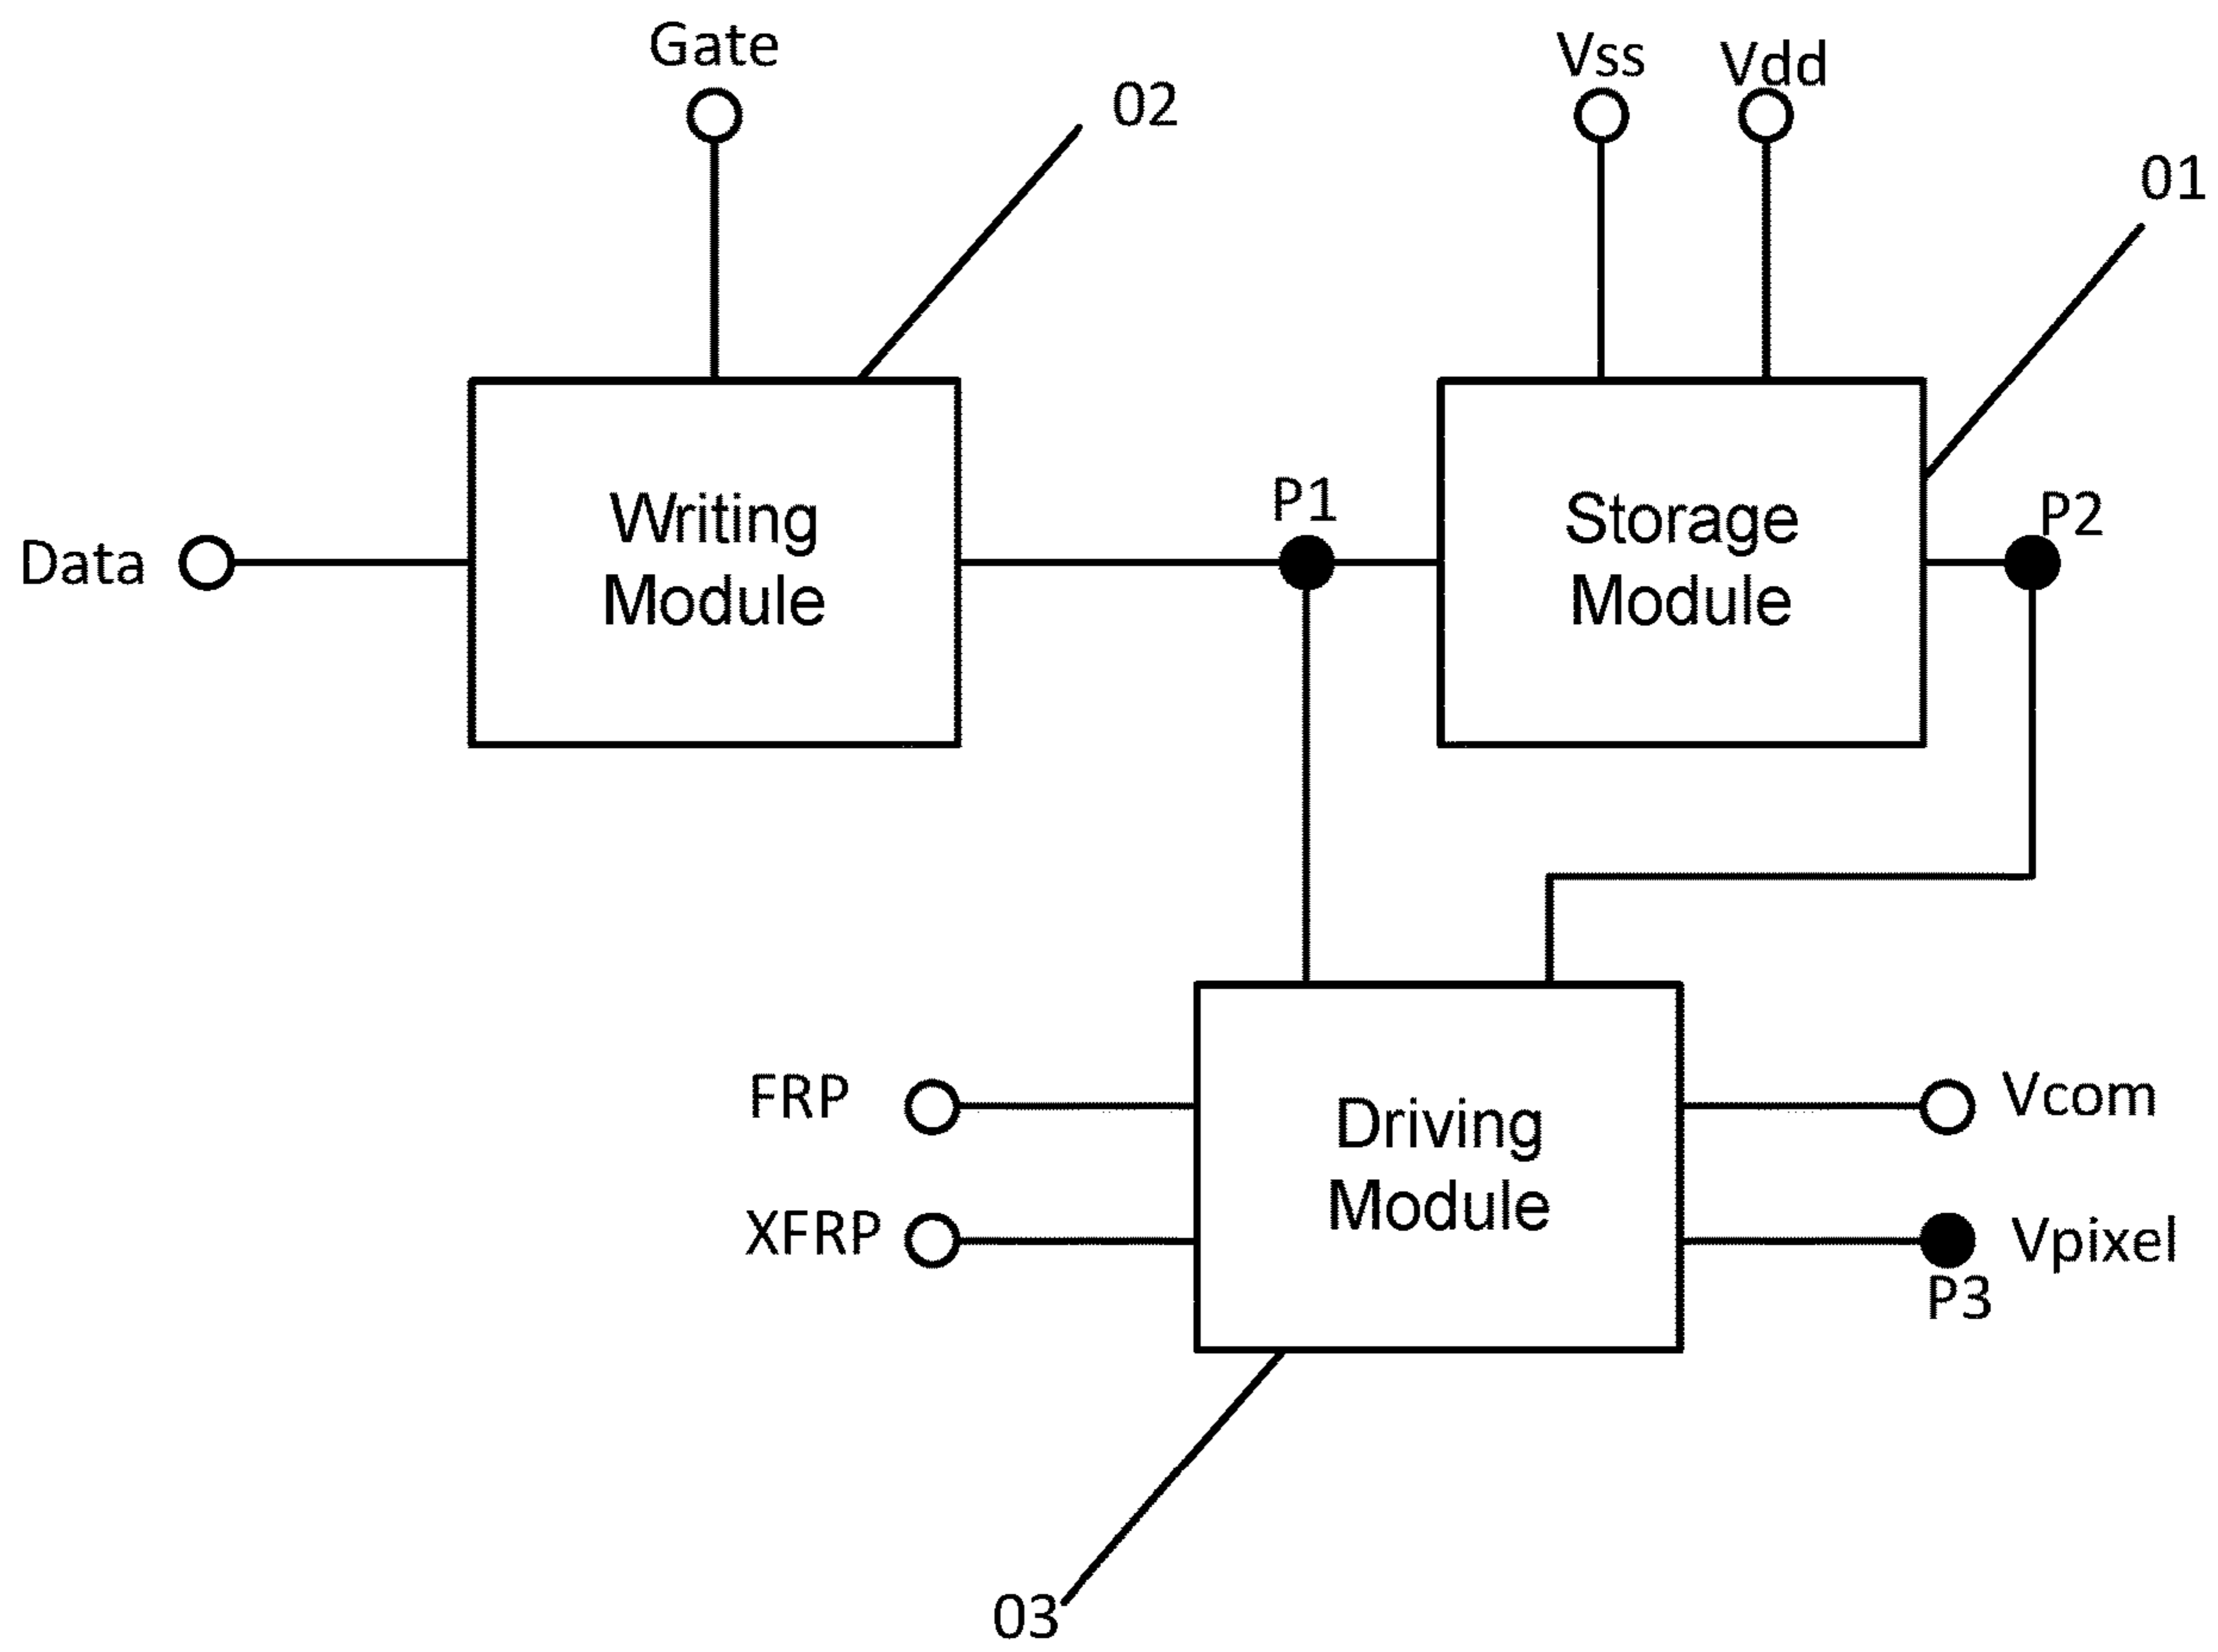 Gate
Vss
Vdd
02
01
Writing
Module
Storage
Module
P1
P2
Data
FRP
XFRP
Driving
Module
Vcom
Vpixel
P3
03